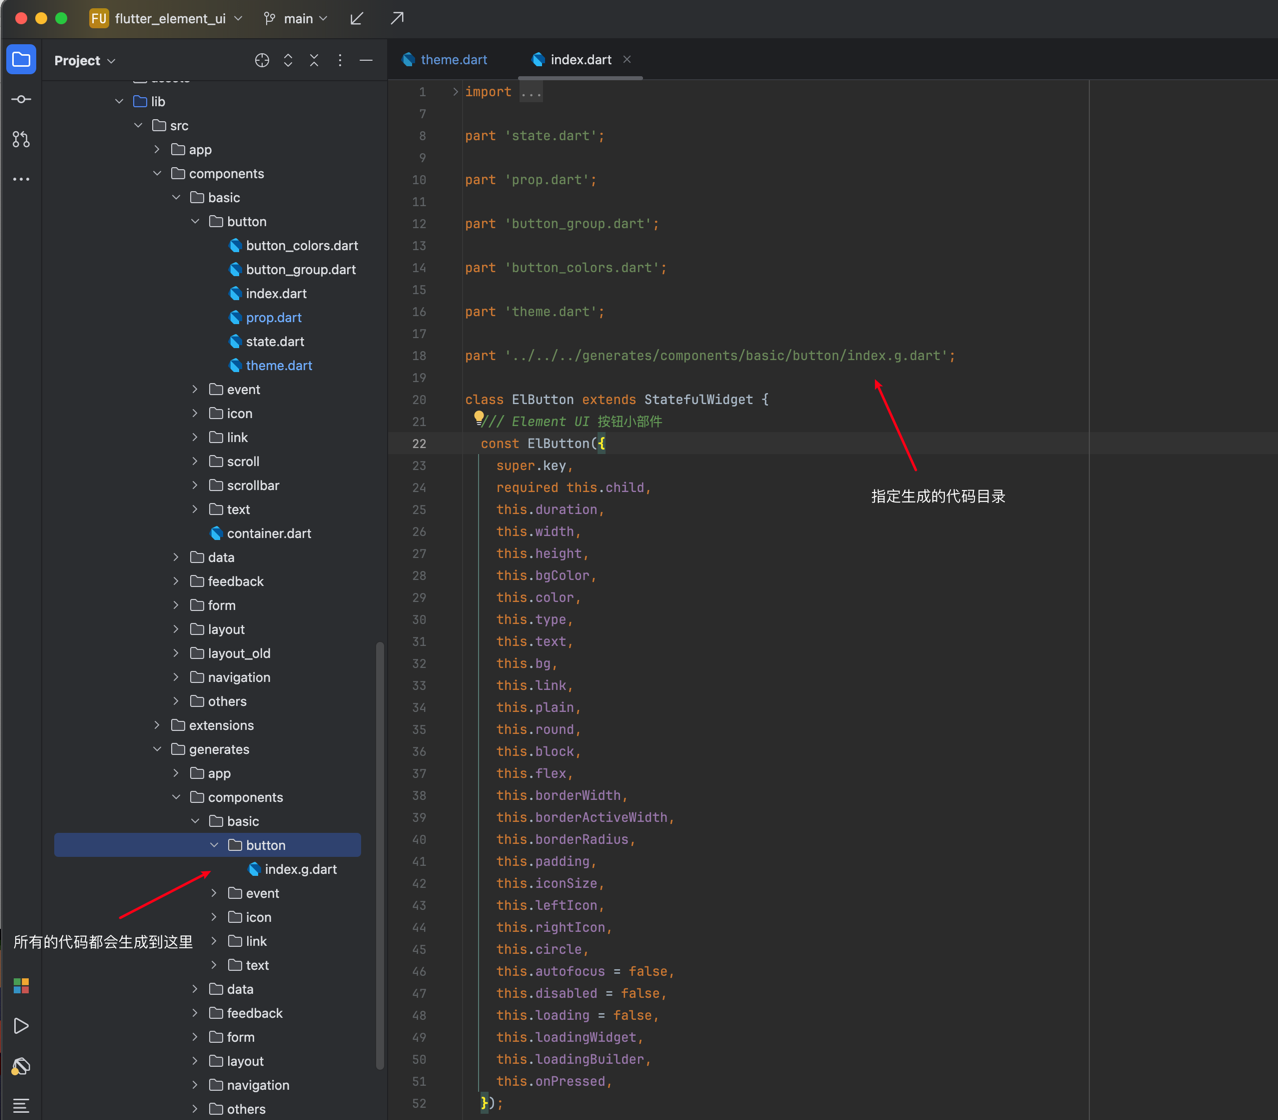 FU flutter_element_ui main
Project
theme.dart
index.dart
assets
lib
src
app
components
basic
button
button_colors.dart
button_group.dart
index.dart
prop.dart
state.dart
theme.dart
event
icon
link
scroll
scrollbar
text
container.dart
data
feedback
form
layout
layout_old
navigation
others
extensions
generates
app
components
basic
button
index.g.dart
event
icon
link
text
data
feedback
form
layout
navigation
others
所有的代码都会生成到这里
1 import ...
7
8 part 'state.dart';
9
10 part 'prop.dart';
11
12 part 'button_group.dart';
13
14 part 'button_colors.dart';
15
16 part 'theme.dart';
17
18 part '../../../generates/components/basic/button/index.g.dart';
19
20 class ElButton extends StatefulWidget {
21 /// Element UI 按钮小部件
22 const ElButton({
23 super.key,
24 required this.child,
25 this.duration,
26 this.width,
27 this.height,
28 this.bgColor,
29 this.color,
30 this.type,
31 this.text,
32 this.bg,
33 this.link,
34 this.plain,
35 this.round,
36 this.block,
37 this.flex,
38 this.borderWidth,
39 this.borderActiveWidth,
40 this.borderRadius,
41 this.padding,
42 this.iconSize,
43 this.leftIcon,
44 this.rightIcon,
45 this.circle,
46 this.autofocus = false,
47 this.disabled = false,
48 this.loading = false,
49 this.loadingWidget,
50 this.loadingBuilder,
51 this.onPressed,
52 });
指定生成的代码目录